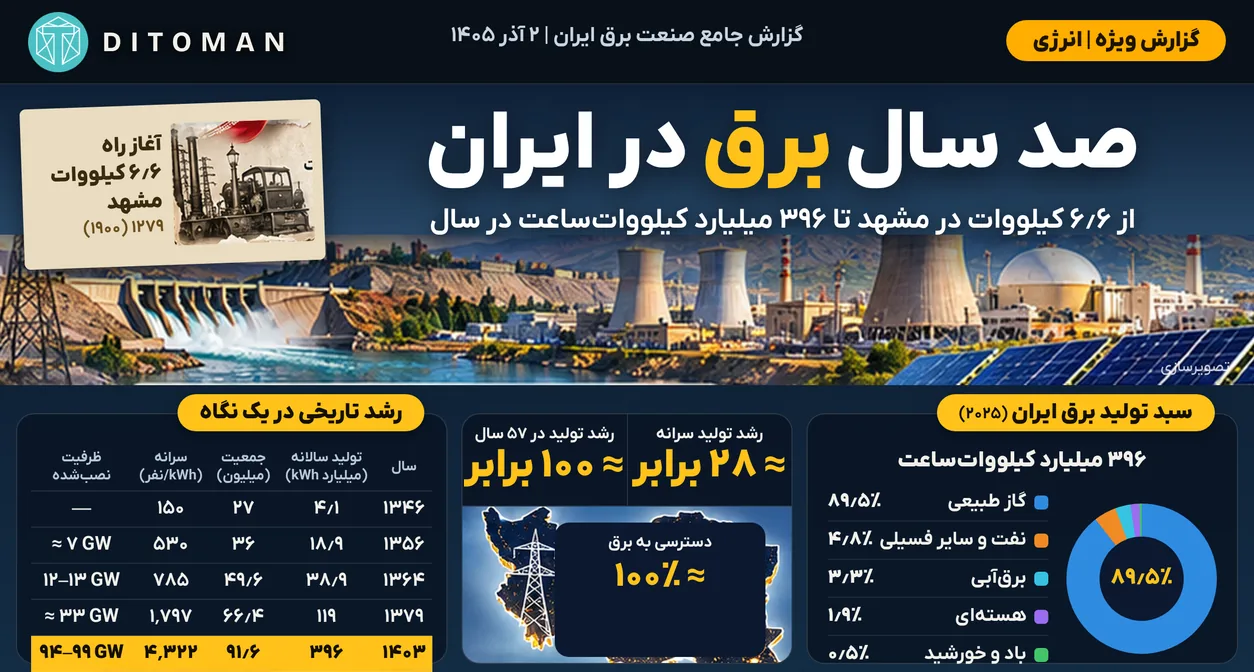 DITOMAN
گزارش جامع صنعت برق ایران | ۲ آذر ۱۴۰۵
گزارش ویژه | انرژی
صد سال برق در ایران
از ۶٫۶ کیلووات در مشهد تا ۳۹۶ میلیارد کیلووات‌ساعت در سال
آغاز راه
۶٫۶ کیلووات
مشهد
۱۲۷۹ (۱۹۰۰)
تصویرسازی
سبد تولید برق ایران (۲۰۲۵)
۳۹۶ میلیارد کیلووات‌ساعت
گاز طبیعی ۸۹٫۵٪
نفت و سایر فسیلی ۴٫۸٪
برق‌آبی ۳٫۳٪
هسته‌ای ۱٫۹٪
باد و خورشید ۰٫۵٪
۸۹٫۵٪
رشد تولید سرانه
≈ ۲۸ برابر
رشد تولید در ۵۷ سال
≈ ۱۰۰ برابر
دسترسی به برق
≈ ۱۰۰٪
رشد تاریخی در یک نگاه
سال تولید سالانه (میلیارد kWh) جمعیت (میلیون) سرانه (kWh/نفر) ظرفیت نصب‌شده
۱۳۴۶ ۴٫۱ ۲۷ ۱۵۰ —
۱۳۵۶ ۱۸٫۹ ۳۶ ۵۳۰ ≈ ۷ GW
۱۳۶۴ ۳۸٫۹ ۴۹٫۶ ۷۸۵ ۱۲–۱۳ GW
۱۳۷۹ ۱۱۹ ۶۶٫۴ ۱,۷۹۷ ≈ ۳۳ GW
۱۴۰۳ ۳۹۶ ۹۱٫۶ ۴,۳۲۲ ۹۴–۹۹ GW